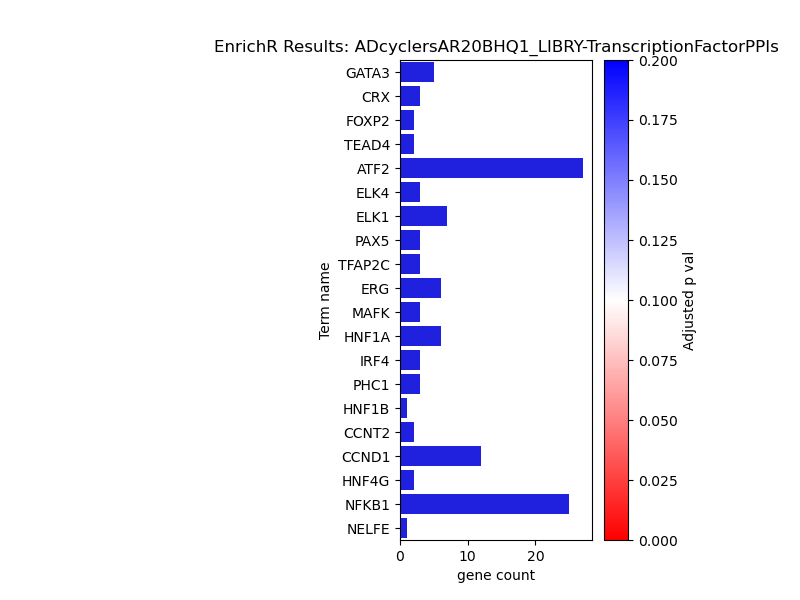 EnrichR Results: ADcyclersAR20BHQ1_LIBRY-TranscriptionFactorPPIs
Term name
GATA3
CRX
FOXP2
TEAD4
ATF2
ELK4
ELK1
PAX5
TFAP2C
ERG
MAFK
HNF1A
IRF4
PHC1
HNF1B
CCNT2
CCND1
HNF4G
NFKB1
NELFE
0 10 20
gene count
0.200
0.175
0.150
0.125
0.100
0.075
0.050
0.025
0.000
Adjusted p val